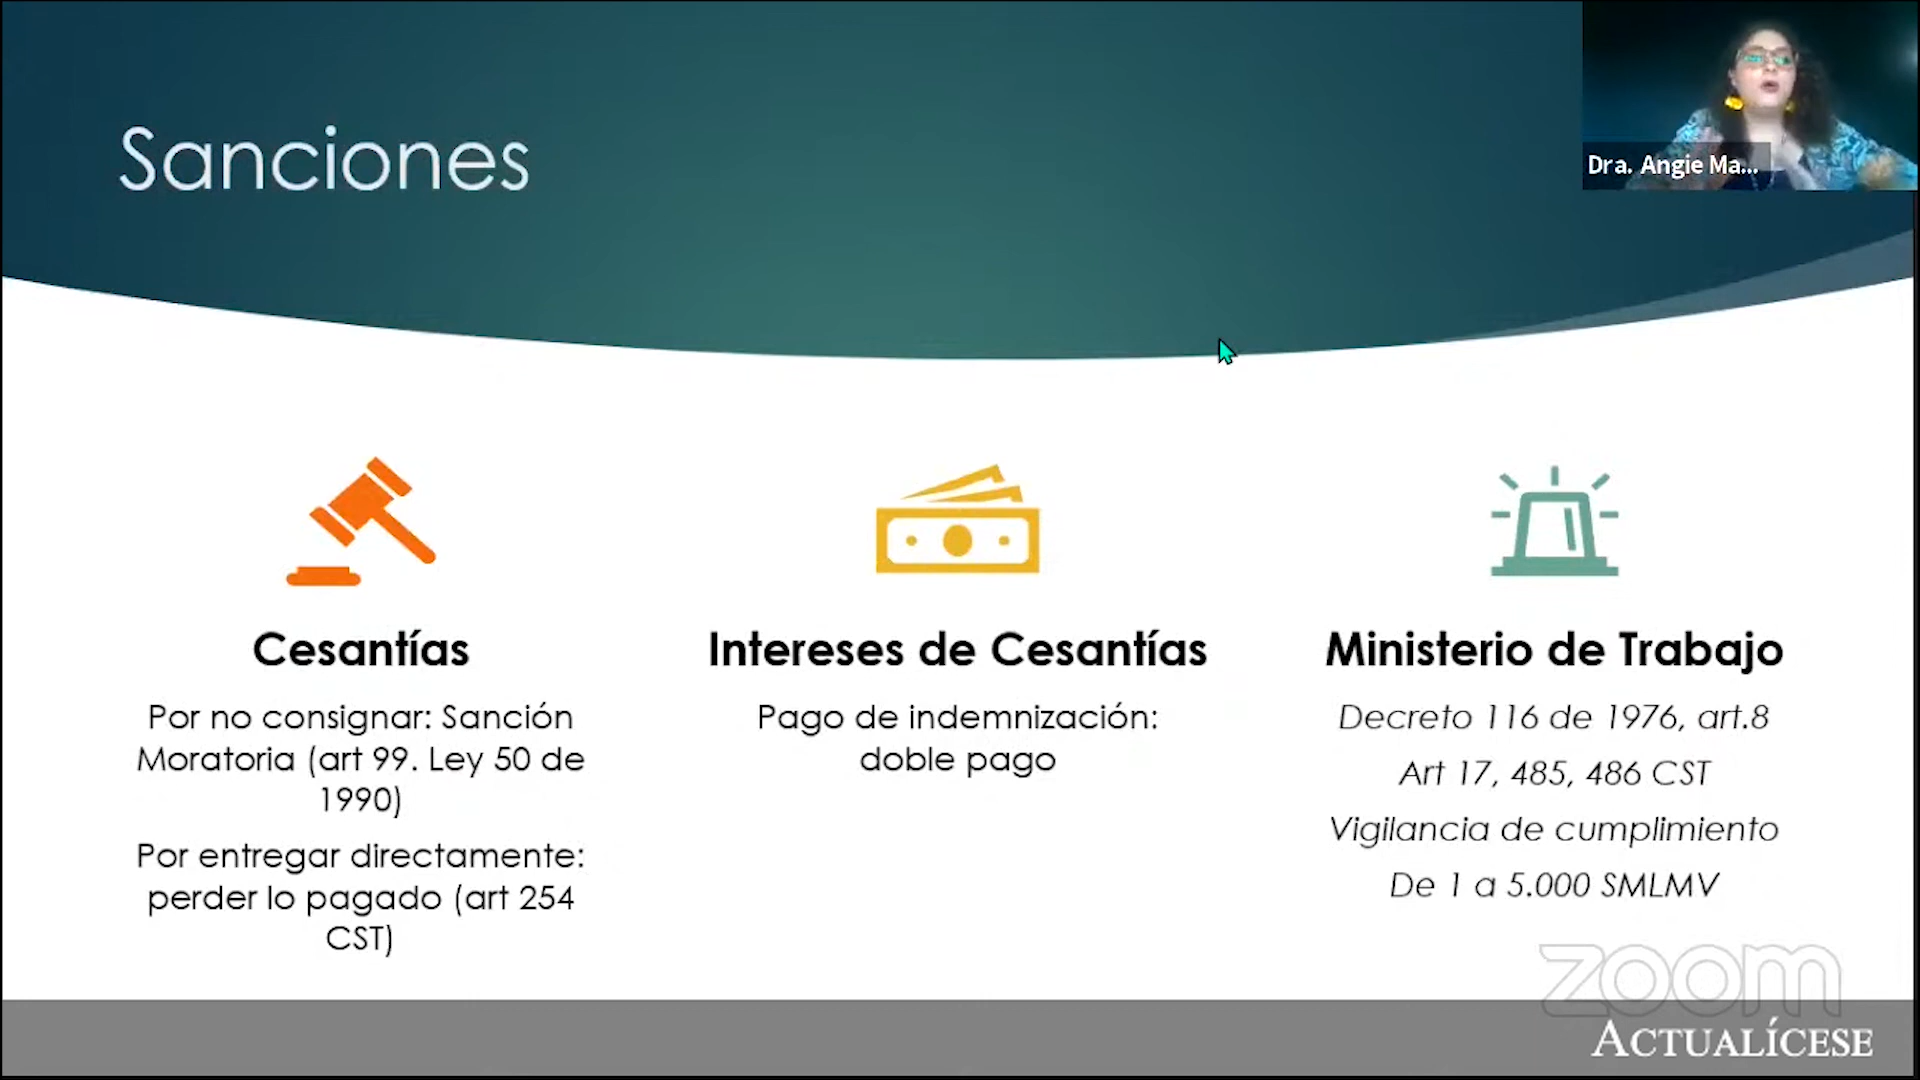 Sanciones
Dra. Angie Ma...
Cesantías
Por no consignar: Sanción
Moratoria (art 99. Ley 50 de
1990)
Por entregar directamente:
perder lo pagado (art 254
CST)
Intereses de Cesantías
Pago de indemnización:
doble pago
Ministerio de Trabajo
Decreto 116 de 1976, art.8
Art 17, 485, 486 CST
Vigilancia de cumplimiento
De 1 a 5.000 SMLMV
zoom
ACTUALÍCESE